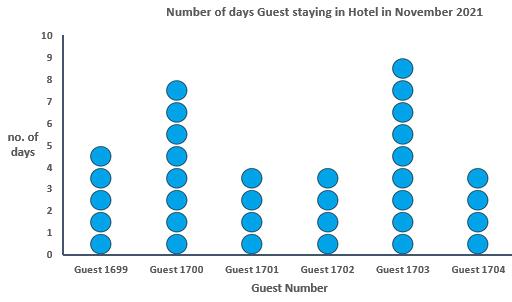 Number of days Guest staying in Hotel in November 2021
10
9
8
7
6
5
4
3
2
1
0
no. of
days
Guest 1699 Guest 1700 Guest 1701 Guest 1702 Guest 1703 Guest 1704
Guest Number